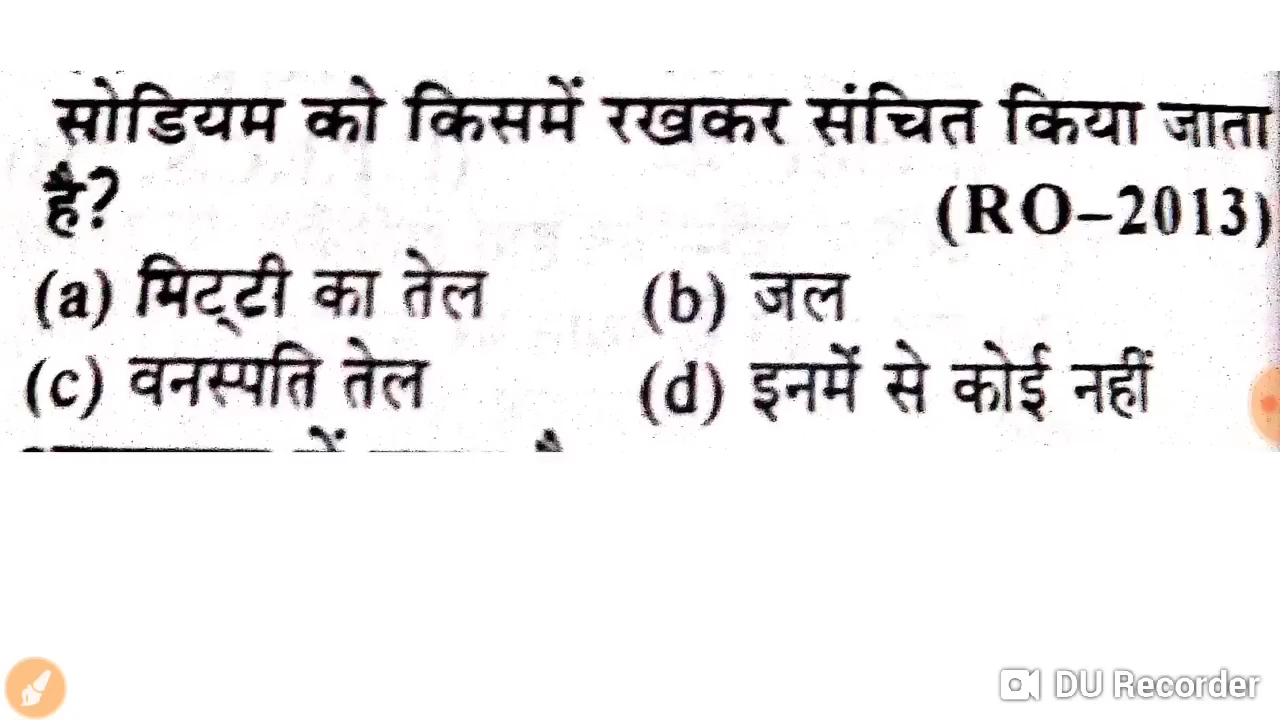 सोडियम को किसमें रखकर संचित किया जाता
है? (RO–2013)
(a) मिट्टी का तेल (b) जल
(c) वनस्पति तेल (d) इनमें से कोई नहीं
DU Recorder